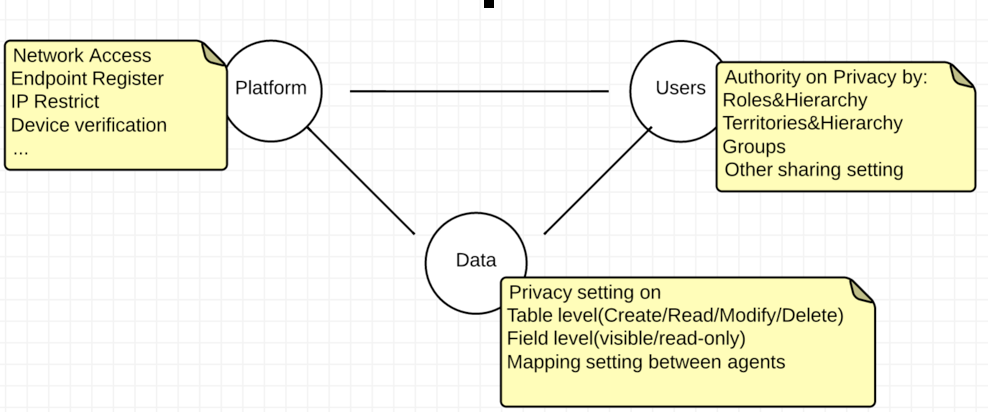 Network Access
Endpoint Register
IP Restrict
Device verification
...
Platform
Users
Authority on Privacy by:
Roles&Hierarchy
Territories&Hierarchy
Groups
Other sharing setting
Data
Privacy setting on
Table level(Create/Read/Modify/Delete)
Field level(visible/read-only)
Mapping setting between agents